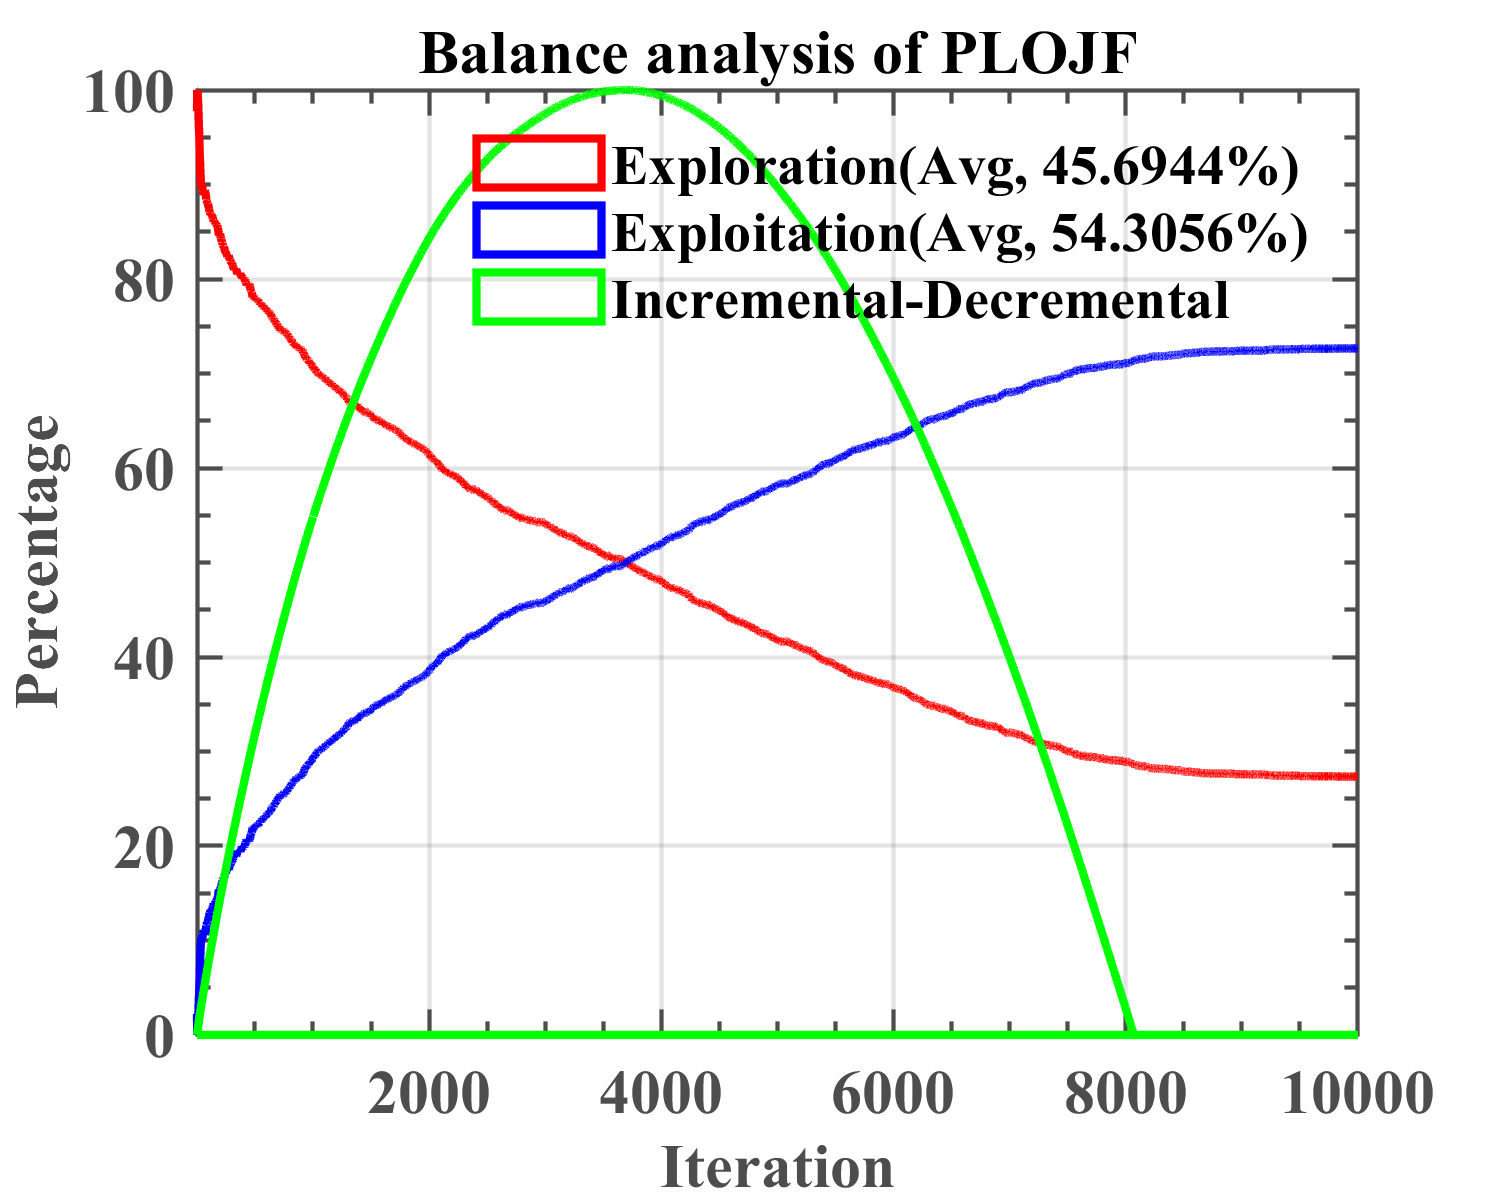 Balance analysis of PLOJF
Exploration(Avg, 45.6944%)
Exploitation(Avg, 54.3056%)
Incremental-Decremental
100
80
60
40
20
0
Percentage
2000 4000 6000 8000 10000
Iteration